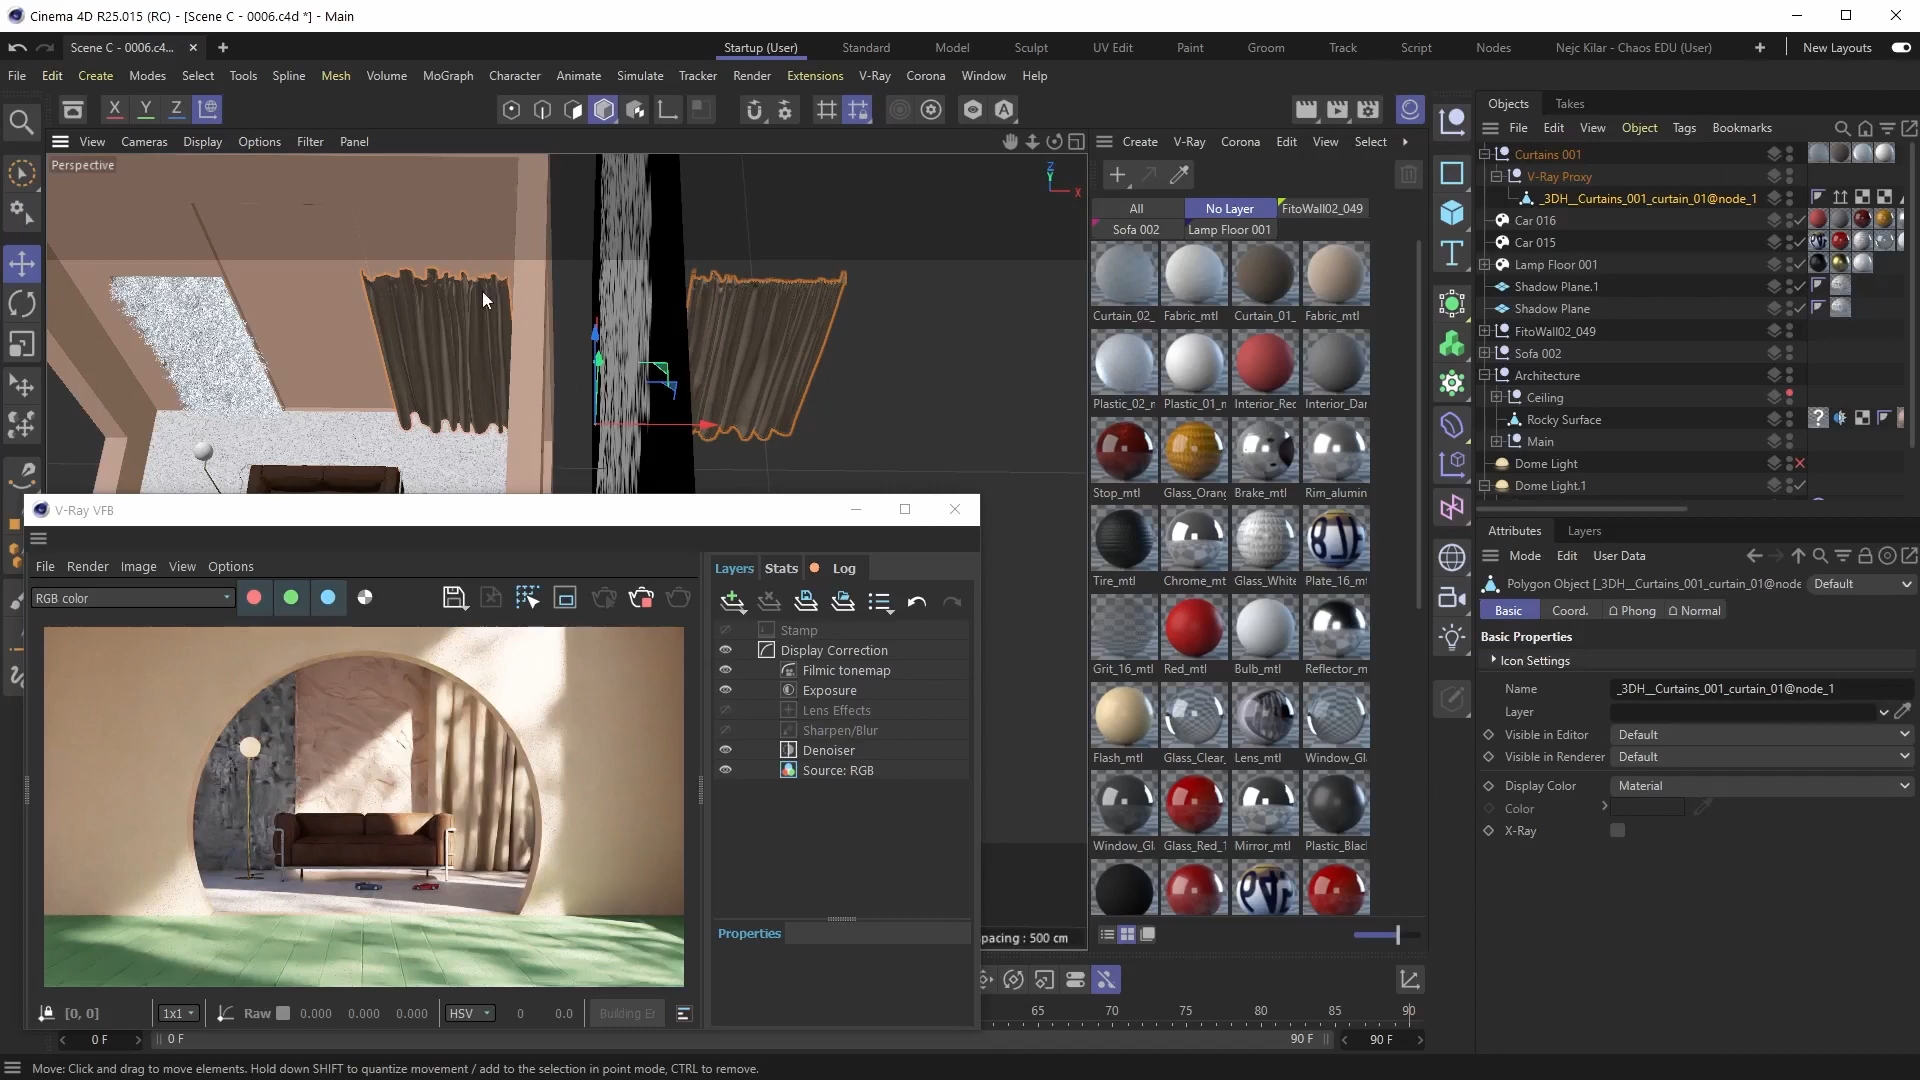 Cinema 4D R25.015 (RC) - [Scene C - 0006.c4d *] - Main
Scene C - 0006.c4...
Startup (User)
Standard
Model
Sculpt
UV Edit
Paint
Groom
Track
Script
Nodes
Nejc Kilar - Chaos EDU (User)
New Layouts
File Edit Create Modes Select Tools Spline Mesh Volume MoGraph Character Animate Simulate Tracker Render Extensions V-Ray Corona Window Help
X Y Z
View Cameras Display Options Filter Panel
Perspective
Z
Y
X
Create V-Ray Corona Edit View Select
All
No Layer
FitoWall02_049
Sofa 002
Lamp Floor 001
Curtain_02_ Fabric_mtl Curtain_01_ Fabric_mtl
Plastic_02_r Plastic_01_n Interior_Rec Interior_Dar
Stop_mtl Glass_Orang Brake_mtl Rim_alumin
Tire_mtl Chrome_mt Glass_White Plate_16_mt
Grit_16_mtl Red_mtl Bulb_mtl Reflector_m
Flash_mtl Glass_Clear_ Lens_mtl Window_Gl
Window_Gl Glass_Red_1 Mirror_mtl Plastic_Blacl
pacing : 500 cm
Objects
Takes
File Edit View Object Tags Bookmarks
Curtains 001
V-Ray Proxy
_3DH__Curtains_001_curtain_01@node_1
Car 016
Car 015
Lamp Floor 001
Shadow Plane.1
Shadow Plane
FitoWall02_049
Sofa 002
Architecture
Ceiling
Rocky Surface
Main
Dome Light
Dome Light.1
Attributes
Layers
Mode Edit User Data
Polygon Object [_3DH__Curtains_001_curtain_01@node
Default
Basic
Coord.
Phong
Normal
Basic Properties
Icon Settings
Name
_3DH__Curtains_001_curtain_01@node_1
Layer
Visible in Editor
Default
Visible in Renderer
Default
Display Color
Material
Color
X-Ray
V-Ray VFB
File Render Image View Options
RGB color
Layers
Stats
Log
Stamp
Display Correction
Filmic tonemap
Exposure
Lens Effects
Sharpen/Blur
Denoiser
Source: RGB
Properties
[0, 0]
1x1
Raw
0.000 0.000 0.000
HSV
0 0.0
Building Er
65 70 75 80 85 90
0 F
0 F
90 F
90 F
Move: Click and drag to move elements. Hold down SHIFT to quantize movement / add to the selection in point mode, CTRL to remove.